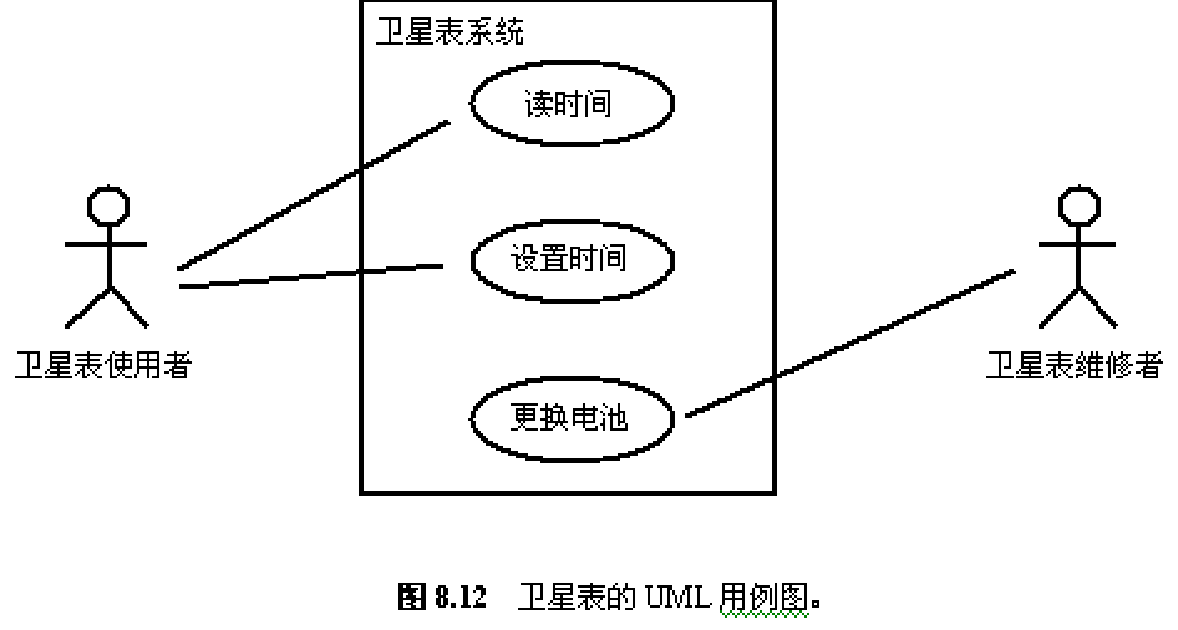 卫星表系统
读时间
设置时间
卫星表使用者
卫星表维修者
更换电池
图 8.12 卫星表的 UML 用例图。